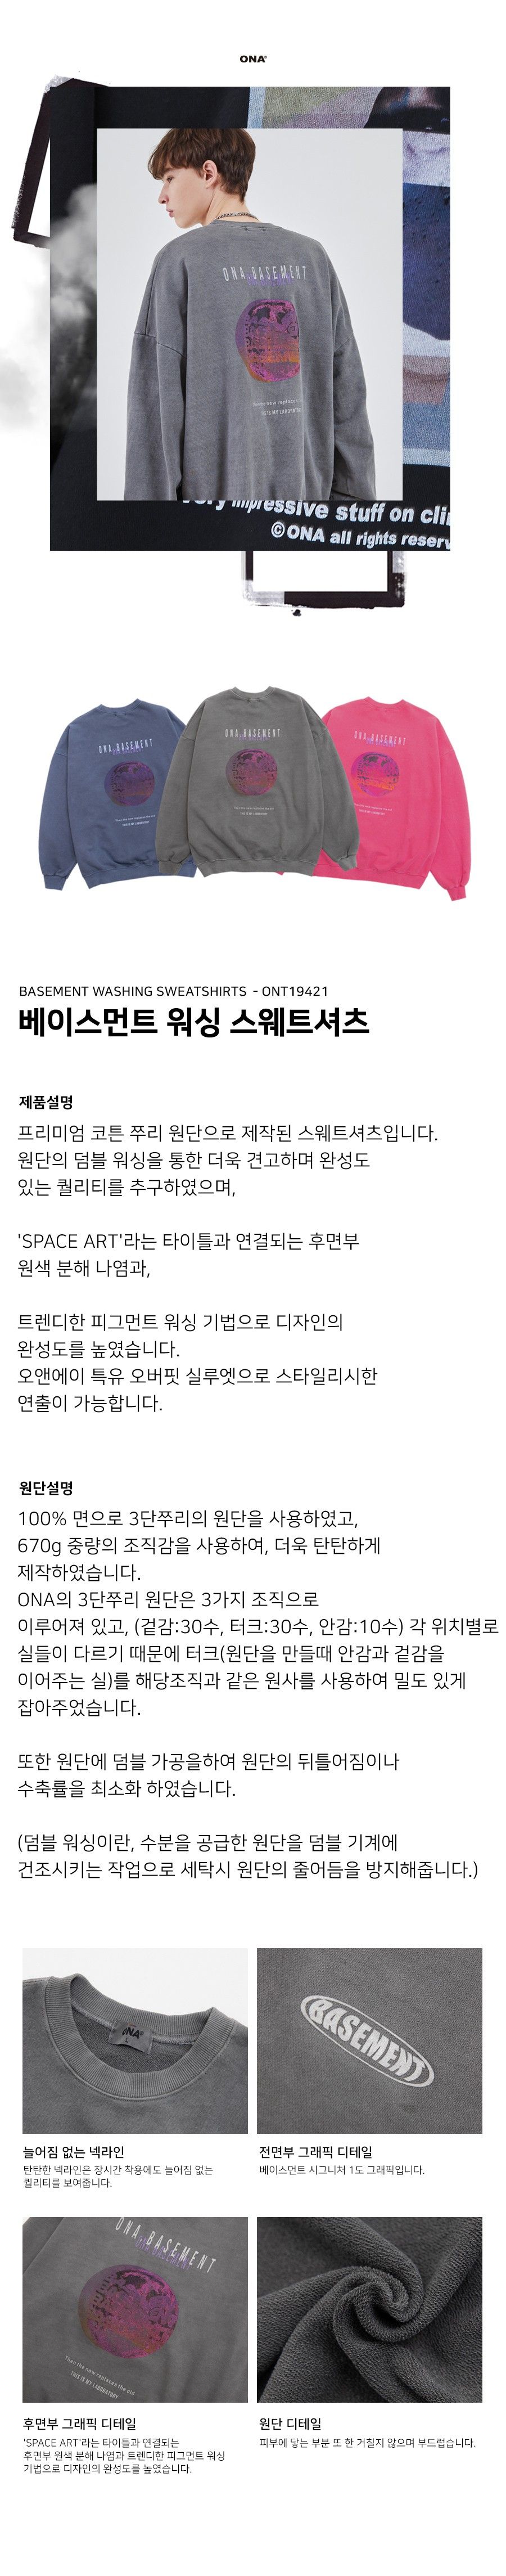 ONA®
ONA.BASEMENT
THIS IS MY LABORATORY
very impressive stuff on cli
©ONA all rights reserv
ONA.BASEMENT
ONA.BASEMENT
ONA.BASEMENT
THIS IS MY LABORATORY
THIS IS MY LABORATORY
THIS IS MY LABORATORY
BASEMENT WASHING SWEATSHIRTS - ONT19421
베이스먼트 워싱 스웨트셔츠
제품설명
프리미엄 코튼 쭈리 원단으로 제작된 스웨트셔츠입니다.
원단의 덤블 워싱을 통한 더욱 견고하며 완성도
있는 퀄리티를 추구하였으며,
'SPACE ART'라는 타이틀과 연결되는 후면부
원색 분해 나염과,
트렌디한 피그먼트 워싱 기법으로 디자인의
완성도를 높였습니다.
오앤에이 특유 오버핏 실루엣으로 스타일리시한
연출이 가능합니다.
원단설명
100% 면으로 3단쭈리의 원단을 사용하였고,
670g 중량의 조직감을 사용하여, 더욱 탄탄하게
제작하였습니다.
ONA의 3단쭈리 원단은 3가지 조직으로
이루어져 있고, (겉감:30수, 터크:30수, 안감:10수) 각 위치별로
실들이 다르기 때문에 터크(원단을 만들때 안감과 겉감을
이어주는 실)를 해당조직과 같은 원사를 사용하여 밀도 있게
잡아주었습니다.
또한 원단에 덤블 가공을하여 원단의 뒤틀어짐이나
수축률을 최소화 하였습니다.
(덤블 워싱이란, 수분을 공급한 원단을 덤블 기계에
건조시키는 작업으로 세탁시 원단의 줄어듬을 방지해줍니다.)
ONA®
L
BASEMENT
늘어짐 없는 넥라인
탄탄한 넥라인은 장시간 착용에도 늘어짐 없는
퀄리티를 보여줍니다.
전면부 그래픽 디테일
베이스먼트 시그니처 1도 그래픽입니다.
ONA.BASEMENT
Then the new replaces the old
THIS IS MY LABORATORY
후면부 그래픽 디테일
'SPACE ART'라는 타이틀과 연결되는
후면부 원색 분해 나염과 트렌디한 피그먼트 워싱
기법으로 디자인의 완성도를 높였습니다.
원단 디테일
피부에 닿는 부분 또 한 거칠지 않으며 부드럽습니다.